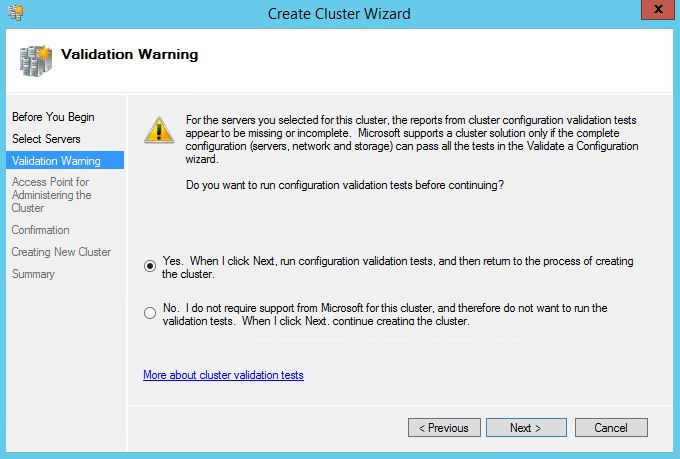 Create Cluster Wizard
x
Validation Warning
Before You Begin
Select Servers
Validation Warning
Access Point for
Administering the
Cluster
Confirmation
Creating New Cluster
Summary
For the servers you selected for this cluster, the reports from cluster configuration validation tests
appear to be missing or incomplete. Microsoft supports a cluster solution only if the complete
configuration (servers, network and storage) can pass all the tests in the Validate a Configuration
wizard.
Do you want to run configuration validation tests before continuing?
Yes. When I click Next, run configuration validation tests, and then return to the process of creating
the cluster.
No. I do not require support from Microsoft for this cluster, and therefore do not want to run the
validation tests. When I click Next, continue creating the cluster.
More about cluster validation tests
< Previous
Next >
Cancel